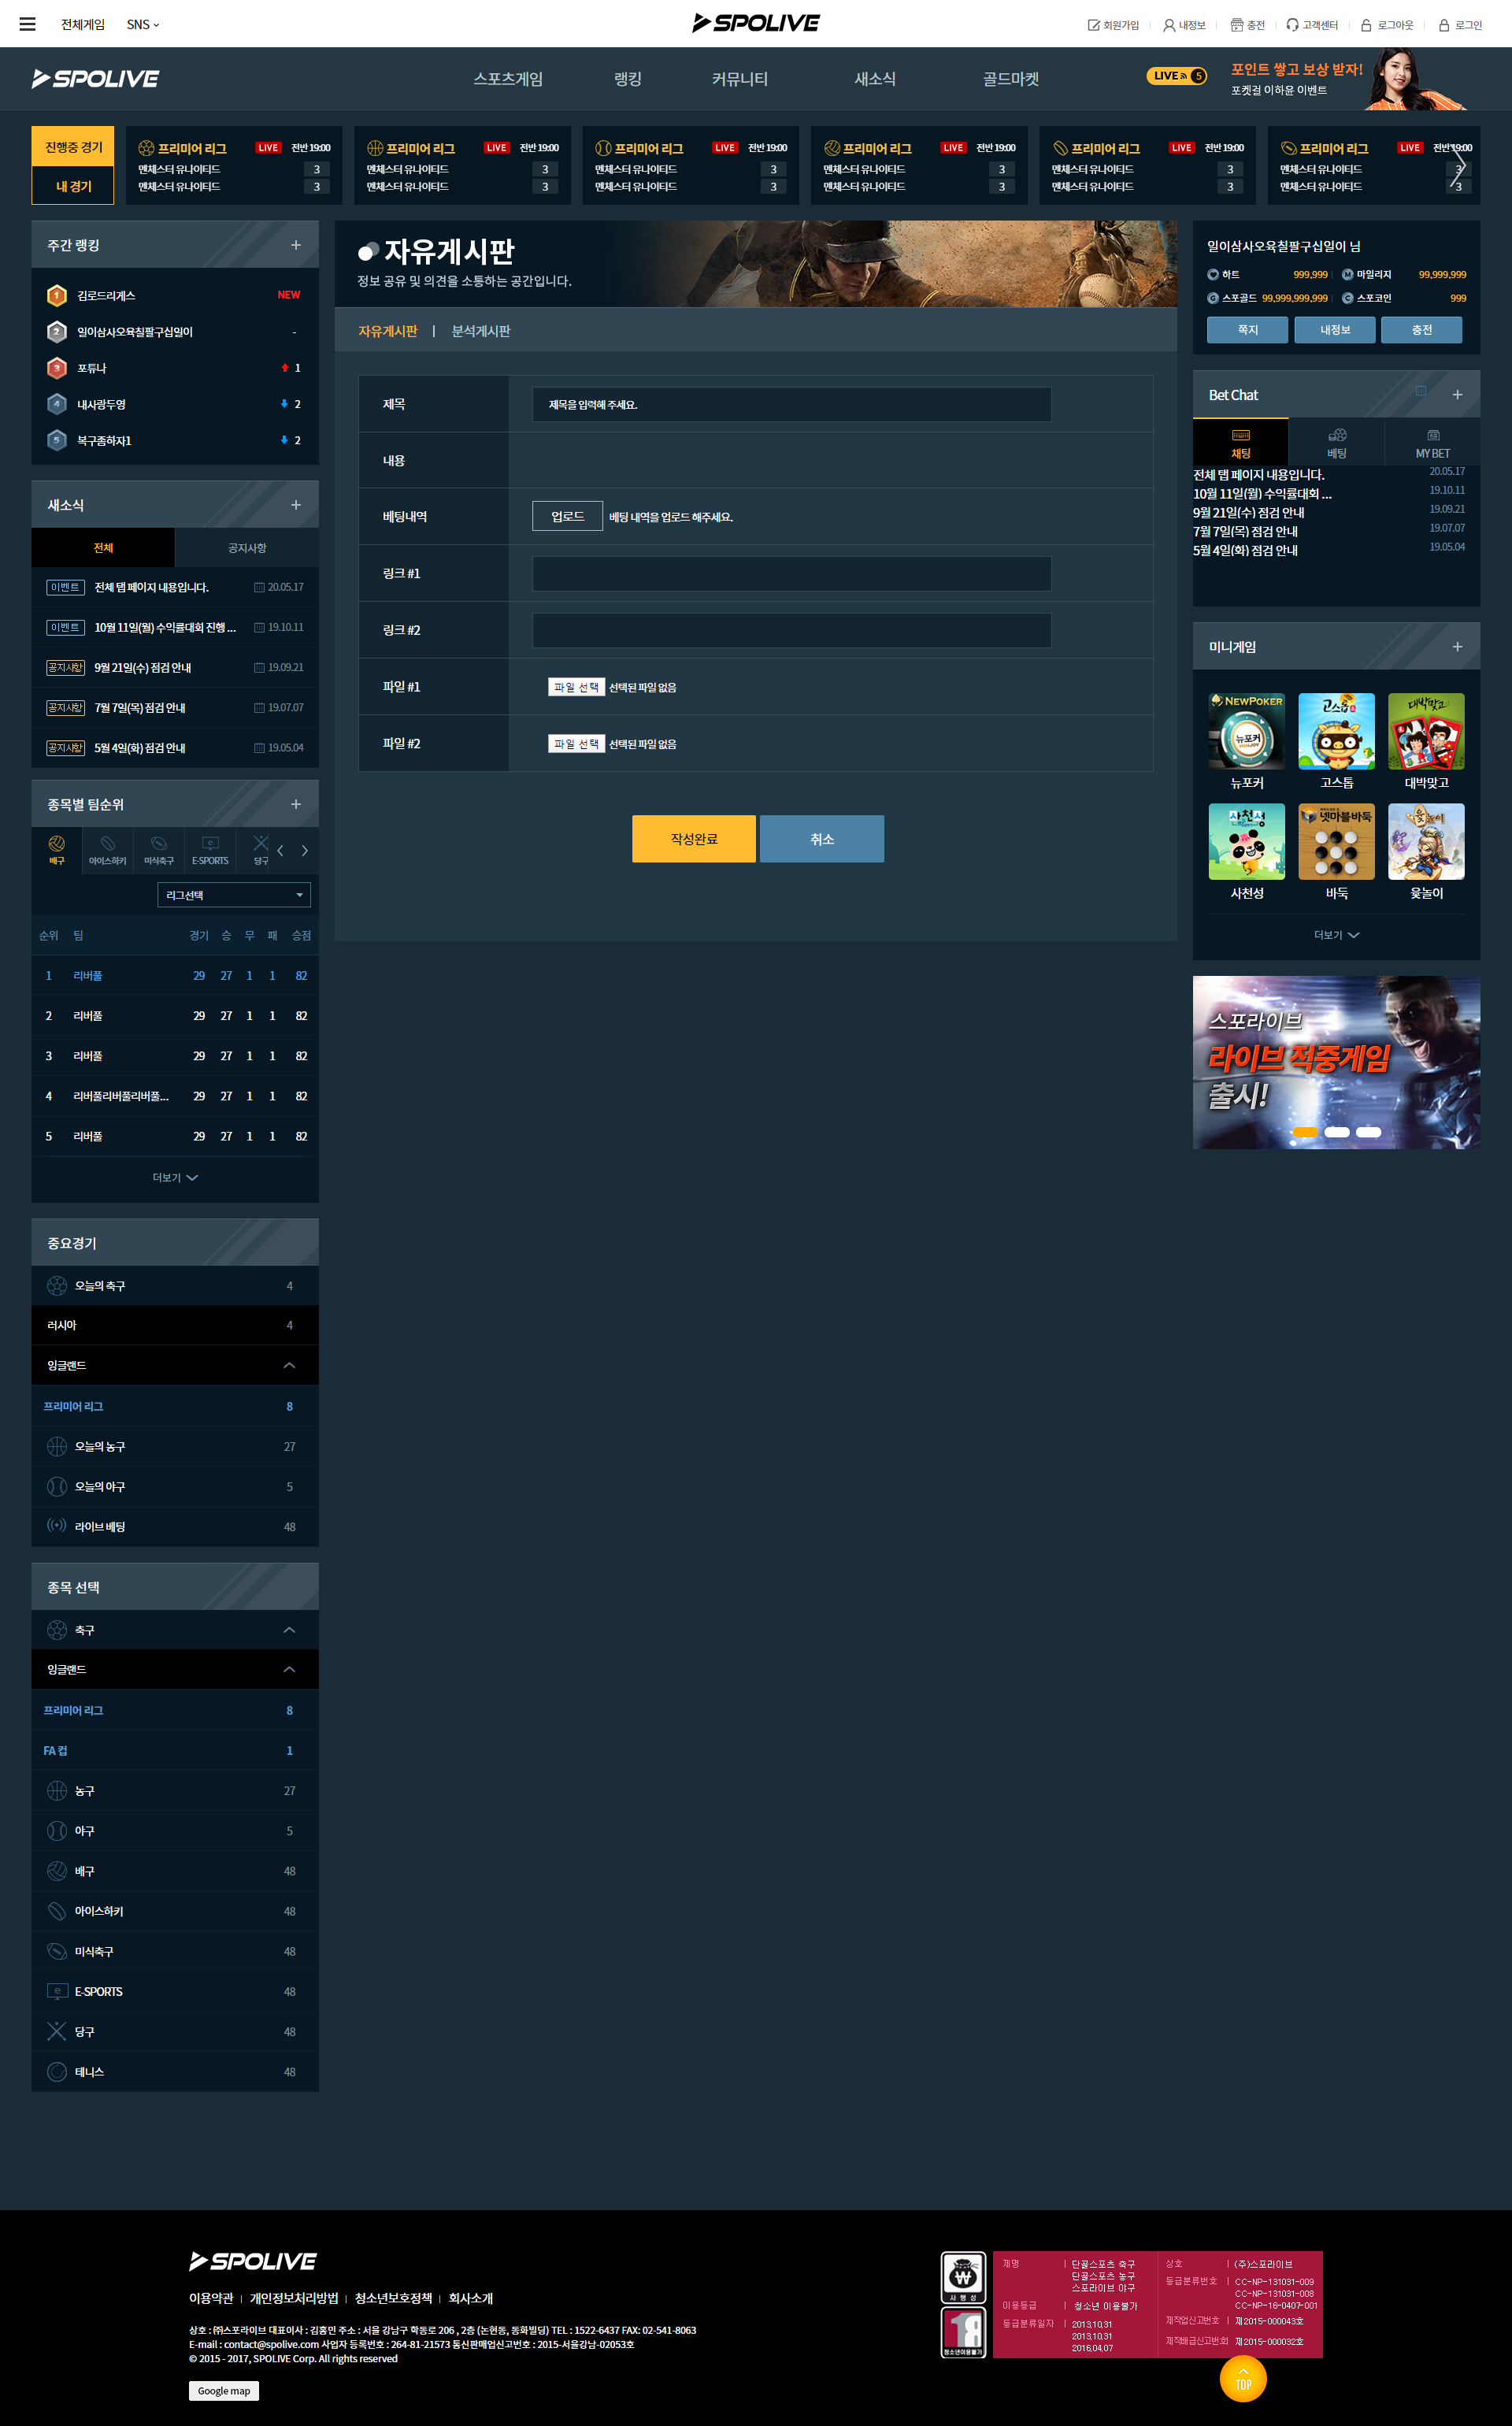 전체게임 SNS
SPOLIVE
회원가입 내정보 충전 고객센터 로그아웃 로그인
SPOLIVE
스포츠게임 랭킹 커뮤니티 새소식 골드마켓
LIVE 5
포인트 쌓고 보상 받자!
포켓걸 이하윤 이벤트
진행중 경기
내 경기
프리미어 리그 LIVE 전반 19:00
맨체스터 유나이티드 3
맨체스터 유나이티드 3
프리미어 리그 LIVE 전반 19:00
맨체스터 유나이티드 3
맨체스터 유나이티드 3
프리미어 리그 LIVE 전반 19:00
맨체스터 유나이티드 3
맨체스터 유나이티드 3
프리미어 리그 LIVE 전반 19:00
맨체스터 유나이티드 3
맨체스터 유나이티드 3
프리미어 리그 LIVE 전반 19:00
맨체스터 유나이티드 3
맨체스터 유나이티드 3
프리미어 리그 LIVE 전반 19:00
맨체스터 유나이티드 3
맨체스터 유나이티드 3
주간 랭킹
1 김로드리게스 NEW
2 일이삼사오육칠팔구십일이 -
3 포튜나 1
4 내사랑두영 2
5 복구좀하자1 2
새소식
전체 공지사항
이벤트 전체 탭 페이지 내용입니다. 20.05.17
이벤트 10월 11일(월) 수익률대회 진행 ... 19.10.11
공지사항 9월 21일(수) 점검 안내 19.09.21
공지사항 7월 7일(목) 점검 안내 19.07.07
공지사항 5월 4일(화) 점검 안내 19.05.04
종목별 팀순위
배구 아이스하키 미식축구 E-SPORTS 당구
리그선택
순위 팀 경기 승 무 패 승점
1 리버풀 29 27 1 1 82
2 리버풀 29 27 1 1 82
3 리버풀 29 27 1 1 82
4 리버풀리버풀리버풀... 29 27 1 1 82
5 리버풀 29 27 1 1 82
더보기
중요경기
오늘의 축구 4
러시아 4
잉글랜드
프리미어 리그 8
오늘의 농구 27
오늘의 야구 5
라이브 베팅 48
종목 선택
축구
잉글랜드
프리미어 리그 8
FA 컵 1
농구 27
야구 5
배구 48
아이스하키 48
미식축구 48
E-SPORTS 48
당구 48
테니스 48
자유게시판
정보 공유 및 의견을 소통하는 공간입니다.
자유게시판 | 분석게시판
제목 제목을 입력해 주세요.
내용
베팅내역 업로드 베팅 내역을 업로드 해주세요.
링크 #1
링크 #2
파일 #1 파일 선택 선택된 파일 없음
파일 #2 파일 선택 선택된 파일 없음
작성완료 취소
일이삼사오육칠팔구십일이 님
하트 999,999 마일리지 99,999,999
스포골드 99,999,999,999 스포코인 999
쪽지 내정보 충전
Bet Chat
채팅 베팅 MY BET
전체 탭 페이지 내용입니다. 20.05.17
10월 11일(월) 수익률대회 ... 19.10.11
9월 21일(수) 점검 안내 19.09.21
7월 7일(목) 점검 안내 19.07.07
5월 4일(화) 점검 안내 19.05.04
미니게임
NEWPOKER 뉴포커 WINJOY 고스톱 대박맞고
뉴포커 고스톱 대박맞고
사천성 넷마블바둑 윷놀이
사천성 바둑 윷놀이
더보기
스포라이브
라이브 적중게임
출시!
SPOLIVE
이용약관 | 개인정보처리방법 | 청소년보호정책 | 회사소개
상호 : ㈜스포라이브 대표이사 : 김홍민 주소 : 서울 강남구 학동로 206 , 2층 (논현동, 동화빌딩) TEL : 1522-6437 FAX: 02-541-8063
E-mail : contact@spolive.com 사업자 등록번호 : 264-81-21573 통신판매업신고번호 : 2015-서울강남-02053호
© 2015 - 2017, SPOLIVE Corp. All rights reserved
Google map
사행성
18
청소년이용불가
제명 | 단골스포츠 축구
단골스포츠 농구
스포라이브 야구
이용등급 | 청소년 이용불가
등급분류일자 | 2013.10.31
2013.10.31
2016.04.07
상호 | (주)스포라이브
등급분류번호 | CC-NP-131031-009
CC-NP-131031-008
CC-NP-16-0407-001
제작업신고번호 | 제2015-000043호
제작배급신고번호 | 제2015-000032호
TOP